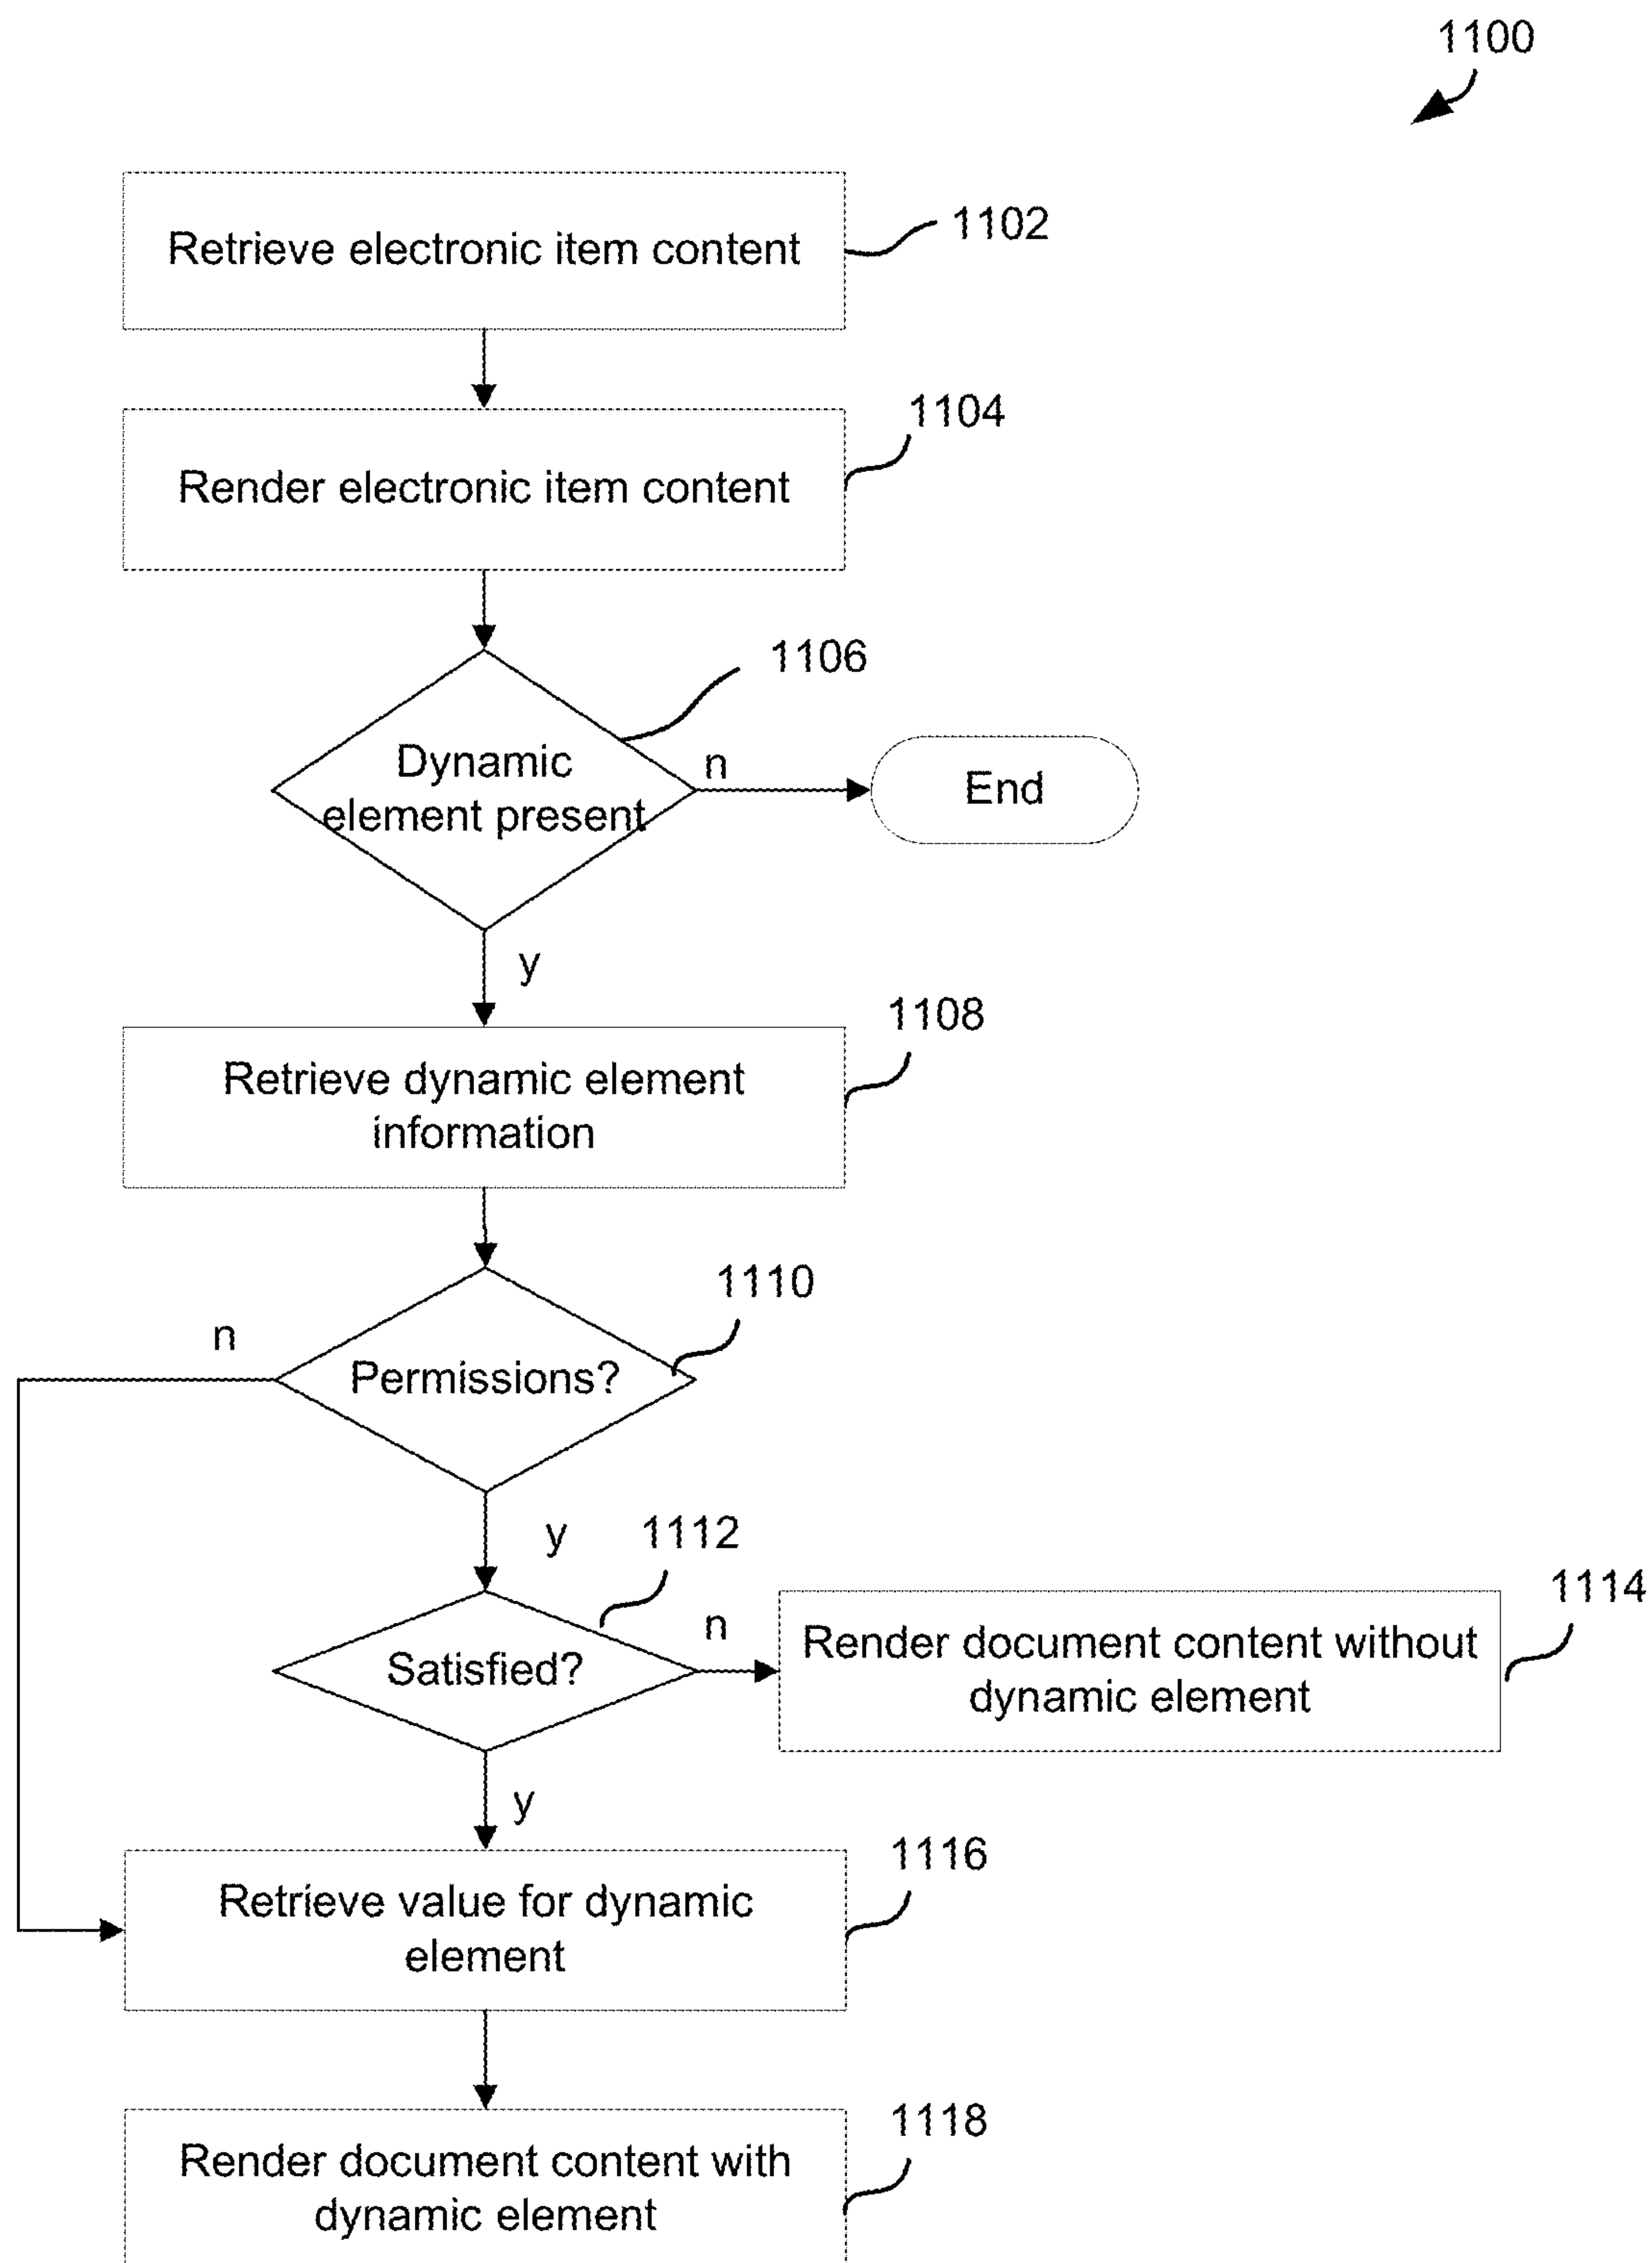 1100
Retrieve electronic item content
1102
Render electronic item content
1104
Dynamic
element present
1106
n
End
y
Retrieve dynamic element
information
1108
Permissions?
1110
n
y
Satisfied?
1112
n
Render document content without
dynamic element
1114
y
Retrieve value for dynamic
element
1116
Render document content with
dynamic element
1118